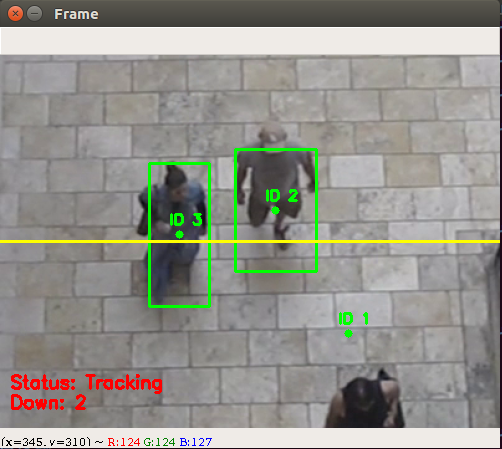 Frame
ID 2
ID 3
ID 1
Status: Tracking
Down: 2
(x=345, y=310) ~ R:124 G:124 B:127